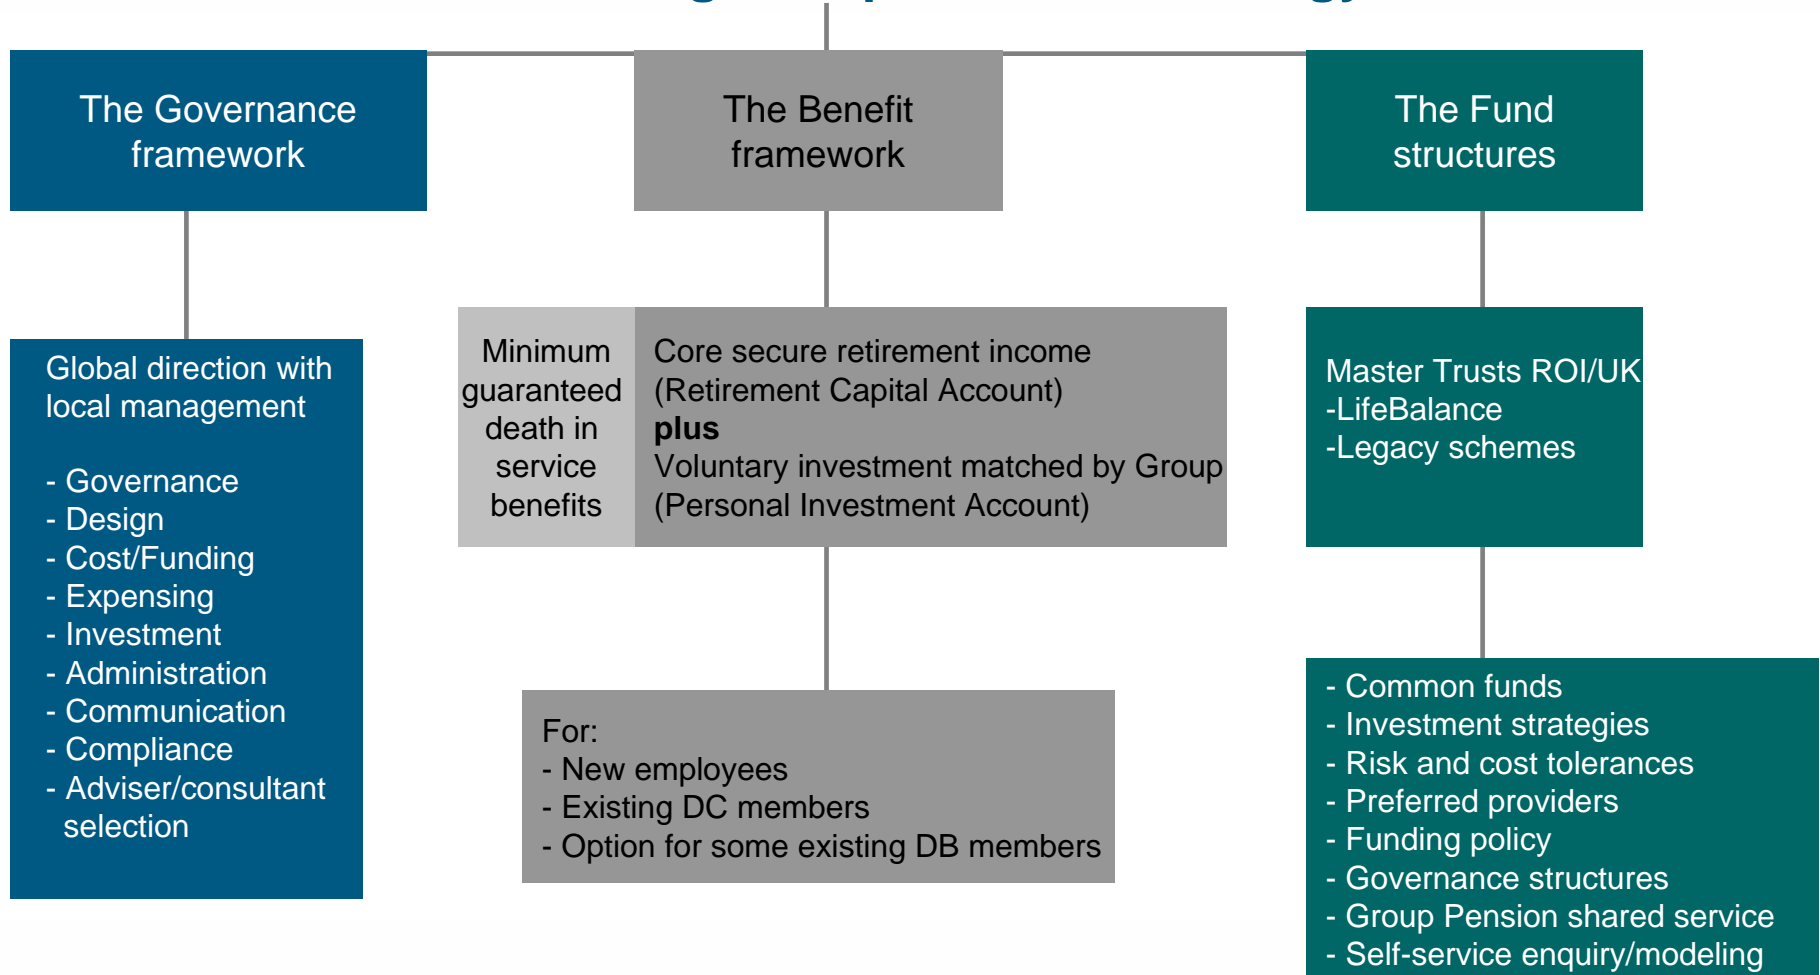 The Governance
framework
The Benefit
framework
The Fund
structures
Global direction with
local management
- Governance
- Design
- Cost/Funding
- Expensing
- Investment
- Administration
- Communication
- Compliance
- Adviser/consultant
selection
Minimum
guaranteed
death in
service
benefits
Core secure retirement income
(Retirement Capital Account)
plus
Voluntary investment matched by Group
(Personal Investment Account)
For:
- New employees
- Existing DC members
- Option for some existing DB members
Master Trusts ROI/UK
-LifeBalance
-Legacy schemes
- Common funds
- Investment strategies
- Risk and cost tolerances
- Preferred providers
- Funding policy
- Governance structures
- Group Pension shared service
- Self-service enquiry/modeling